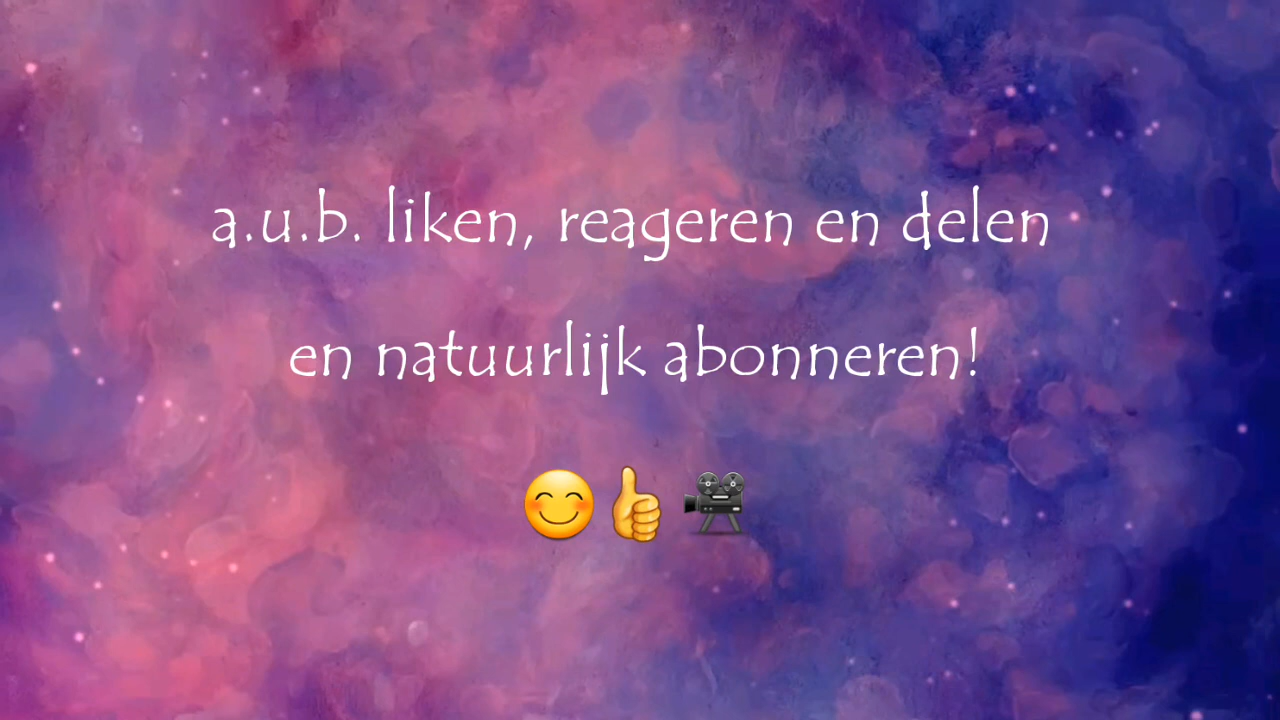 a.u.b. liken, reageren en delen
en natuurlijk abonneren!
😊👍🎥